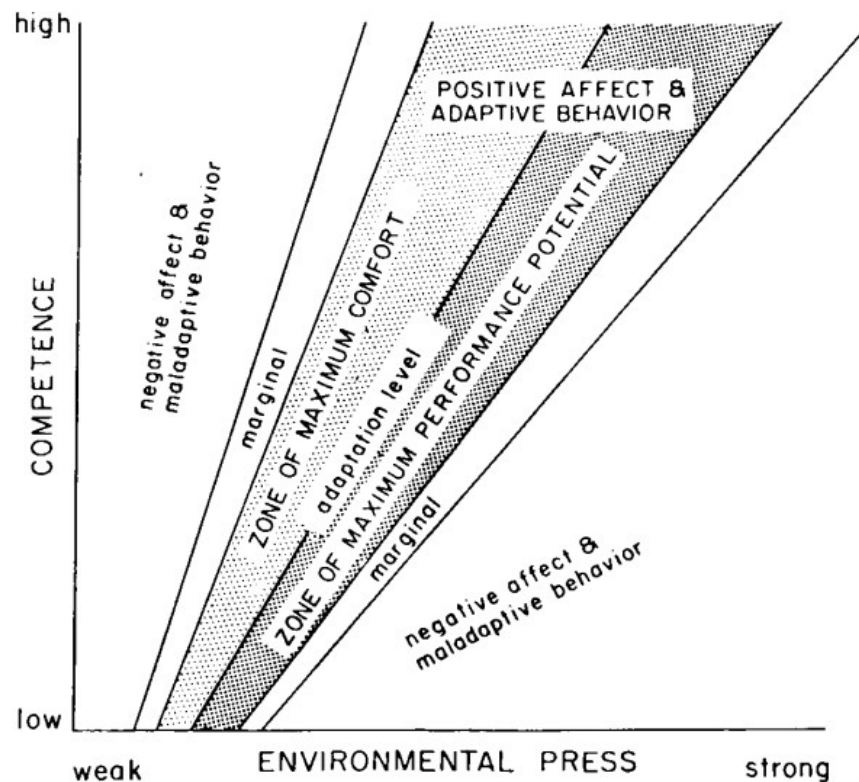 high
POSITIVE AFFECT &
ADAPTIVE BEHAVIOR
negative affect &
maladaptive behavior
marginal
ZONE OF MAXIMUM COMFORT
adaptation level
ZONE OF MAXIMUM PERFORMANCE POTENTIAL
marginal
negative affect &
maladaptive behavior
COMPETENCE
low
weak
ENVIRONMENTAL PRESS
strong